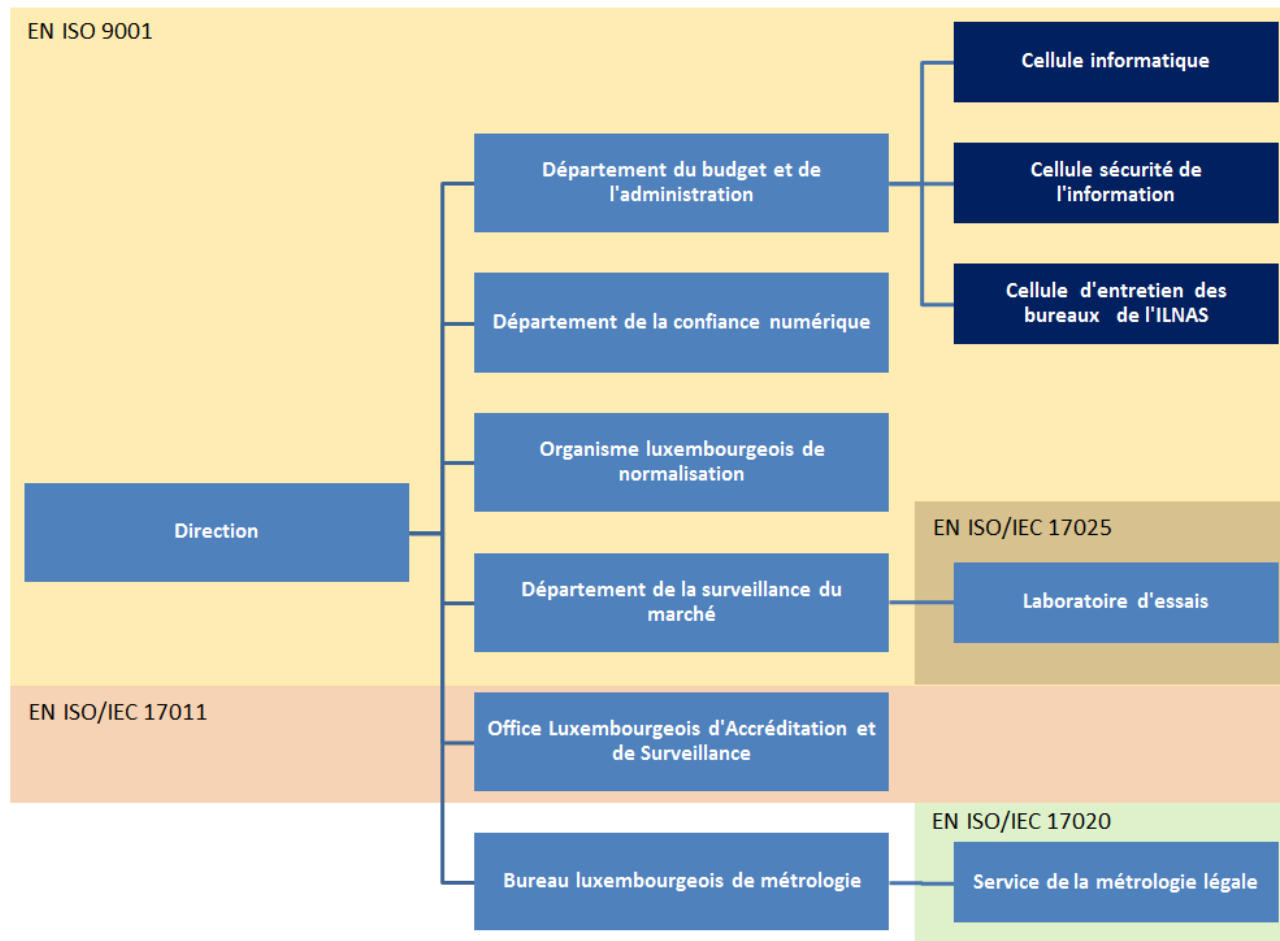 EN ISO 9001
Cellule informatique
Département du budget et de
l'administration
Cellule sécurité de
l'information
Cellule d'entretien des
bureaux de l'ILNAS
Département de la confiance numérique
Organisme luxembourgeois de
normalisation
Direction
EN ISO/IEC 17025
Département de la surveillance du
marché
Laboratoire d'essais
EN ISO/IEC 17011
Office Luxembourgeois d'Accréditation et
de Surveillance
EN ISO/IEC 17020
Bureau luxembourgeois de métrologie
Service de la métrologie légale